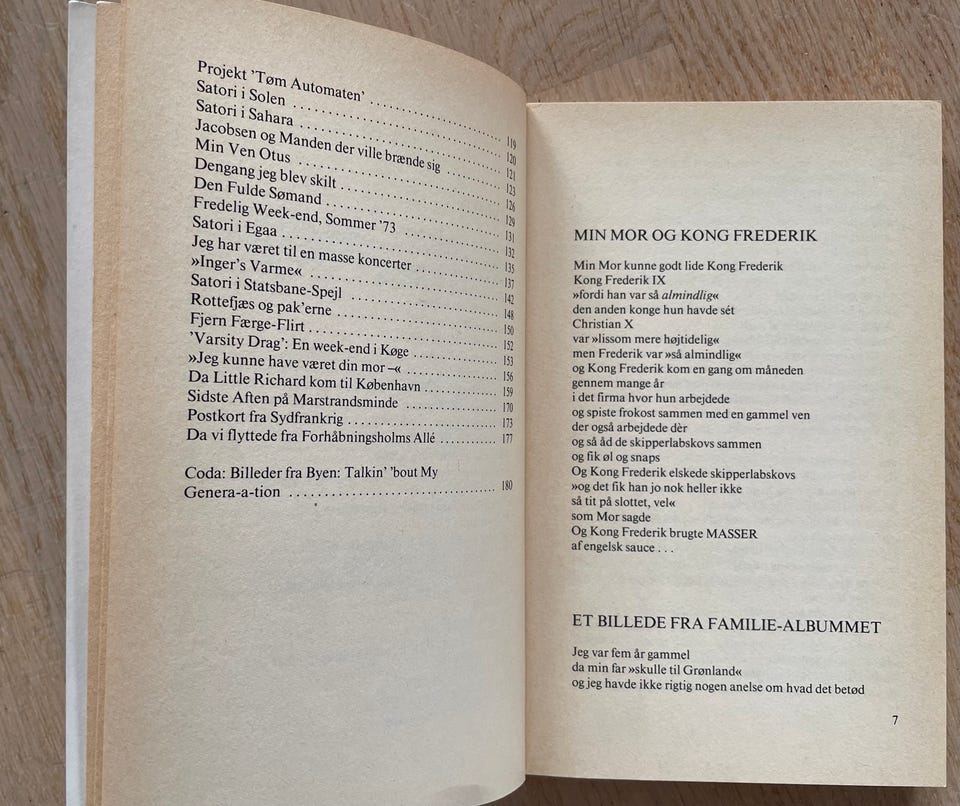 Projekt 'Tøm Automaten' ........................ 119
Satori i Solen ........................ 120
Satori i Sahara ........................ 121
Jacobsen og Manden der ville brænde sig .......... 123
Min Ven Otus ........................ 126
Dengang jeg blev skilt ........................ 129
Den Fulde Sømand ........................ 131
Fredelig Week-end, Sommer '73 ................ 132
Satori i Egaa ........................ 135
Jeg har været til en masse koncerter ............ 137
»Inger's Varme« ........................ 142
Satori i Statsbane-Spejl ........................ 148
Rottefjæs og pak'erne ........................ 150
Fjern Færge-Flirt ........................ 152
'Varsity Drag': En week-end i Køge ............ 153
»Jeg kunne have været din mor –« ............ 156
Da Little Richard kom til København ............ 159
Sidste Aften på Marstrandsminde ................ 170
Postkort fra Sydfrankrig ........................ 173
Da vi flyttede fra Forhåbningsholms Allé .......... 177
Coda: Billeder fra Byen: Talkin' 'bout My
Genera-a-tion ........................ 180
MIN MOR OG KONG FREDERIK
Min Mor kunne godt lide Kong Frederik
Kong Frederik IX
»fordi han var så almindlig«
den anden konge hun havde sét
Christian X
var »lissom mere højtidelig«
men Frederik var »så almindlig«
og Kong Frederik kom en gang om måneden
gennem mange år
i det firma hvor hun arbejdede
og spiste frokost sammen med en gammel ven
der også arbejdede dèr
og så åd de skipperlabskovs sammen
og fik øl og snaps
Og Kong Frederik elskede skipperlabskovs
»og det fik han jo nok heller ikke
så tit på slottet, vel«
som Mor sagde
Og Kong Frederik brugte MASSER
af engelsk sauce . . .
ET BILLEDE FRA FAMILIE-ALBUMMET
Jeg var fem år gammel
da min far »skulle til Grønland«
og jeg havde ikke rigtig nogen anelse om hvad det betød
7